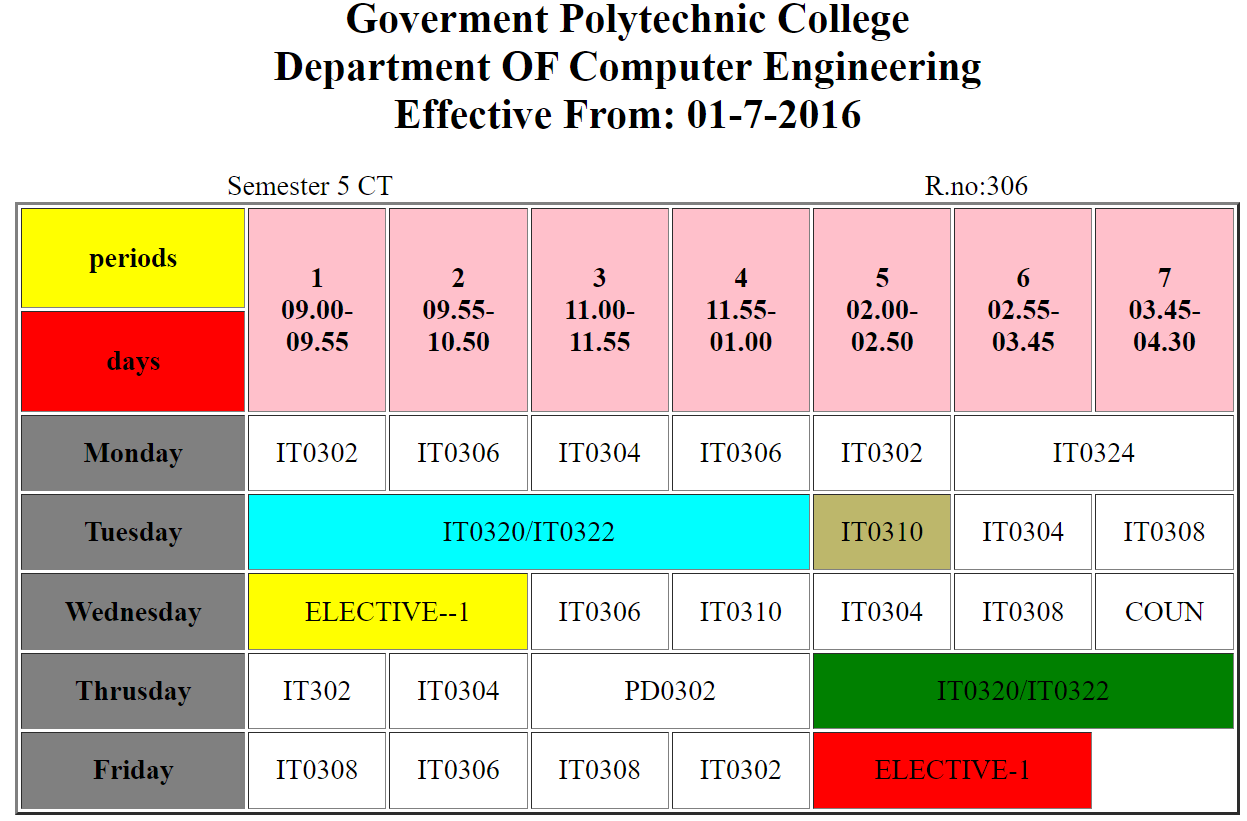 Goverment Polytechnic College
Department OF Computer Engineering
Effective From: 01-7-2016
Semester 5 CT R.no:306
periods
days
1
09.00-
09.55
2
09.55-
10.50
3
11.00-
11.55
4
11.55-
01.00
5
02.00-
02.50
6
02.55-
03.45
7
03.45-
04.30
Monday IT0302 IT0306 IT0304 IT0306 IT0302 IT0324
Tuesday IT0320/IT0322 IT0310 IT0304 IT0308
Wednesday ELECTIVE--1 IT0306 IT0310 IT0304 IT0308 COUN
Thrusday IT302 IT0304 PD0302 IT0320/IT0322
Friday IT0308 IT0306 IT0308 IT0302 ELECTIVE-1